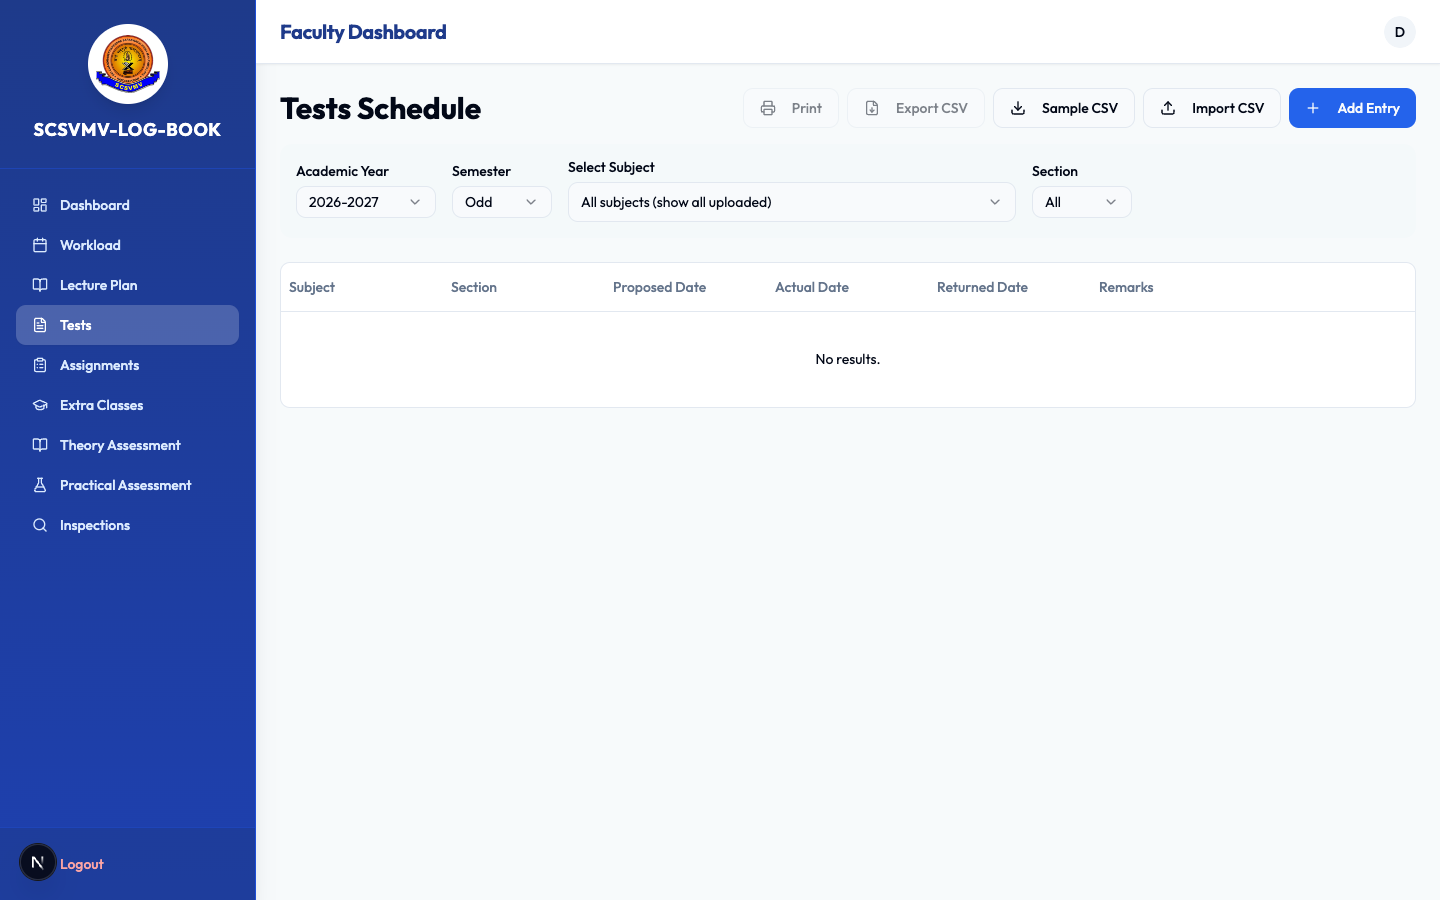 SCSVMV
SCSVMV-LOG-BOOK
Dashboard
Workload
Lecture Plan
Tests
Assignments
Extra Classes
Theory Assessment
Practical Assessment
Inspections
N Logout
Faculty Dashboard
D
Tests Schedule
Print
Export CSV
Sample CSV
Import CSV
Add Entry
Academic Year
Semester
Select Subject
Section
2026-2027
Odd
All subjects (show all uploaded)
All
Subject Section Proposed Date Actual Date Returned Date Remarks
No results.